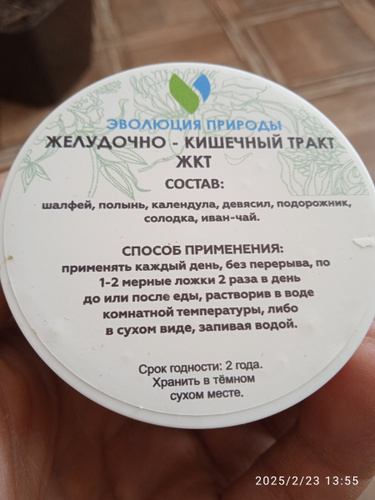 ЭВОЛЮЦИЯ ПРИРОДЫ
ЖЕЛУДОЧНО - КИШЕЧНЫЙ ТРАКТ
ЖКТ
СОСТАВ:
шалфей, полынь, календула, девясил, подорожник,
солодка, иван-чай.
СПОСОБ ПРИМЕНЕНИЯ:
применять каждый день, без перерыва, по
1-2 мерные ложки 2 раза в день
до или после еды, растворив в воде
комнатной температуры, либо
в сухом виде, запивая водой.
Срок годности: 2 года.
Хранить в тёмном
сухом месте.
2025/2/23 13:55